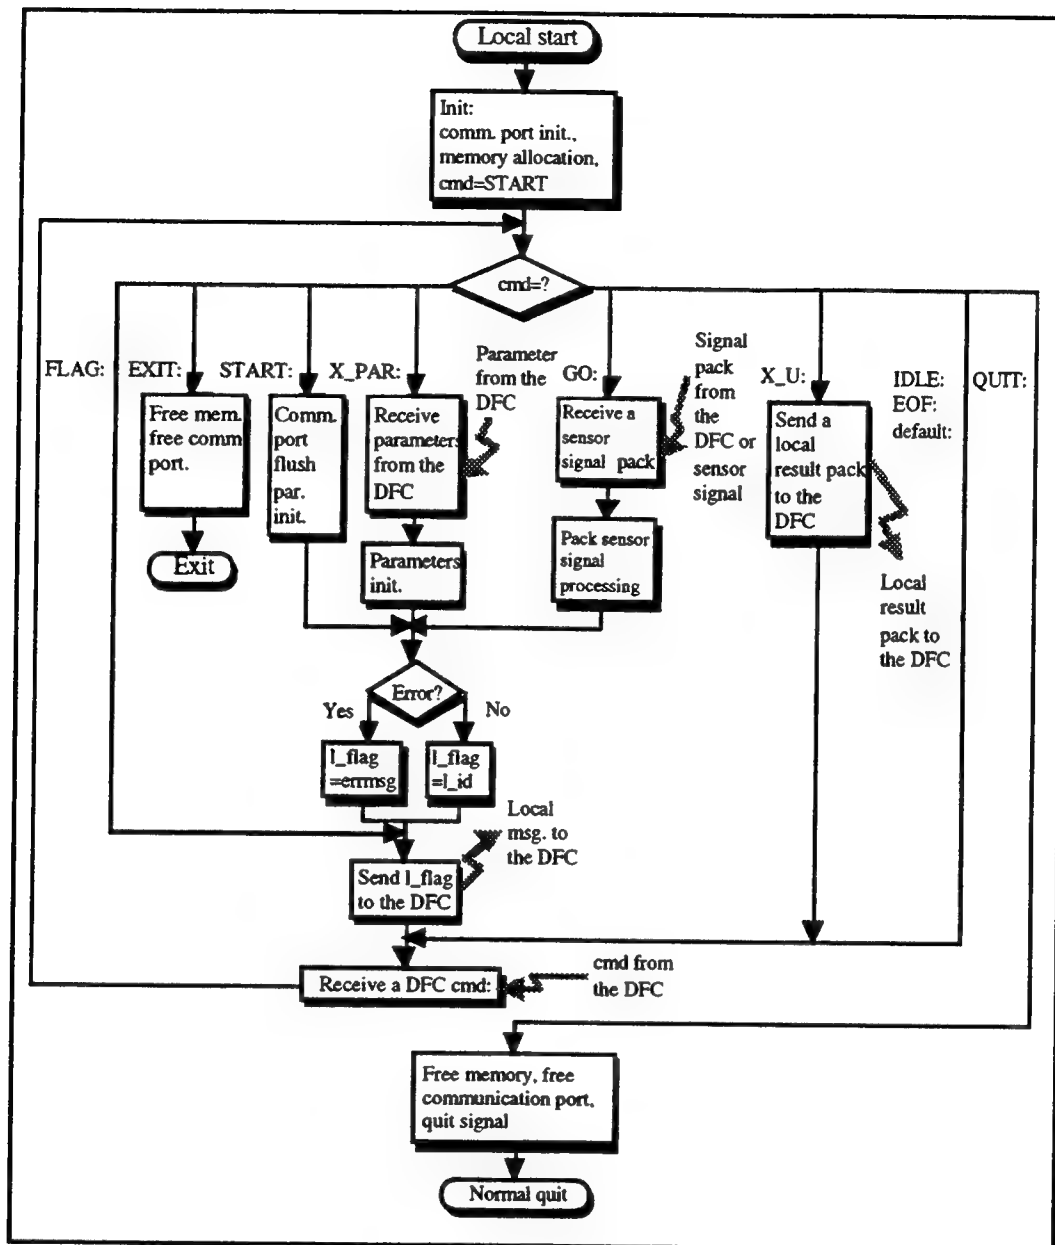 Local start
Init:
comm. port init.,
memory allocation,
cmd=START
cmd=?
FLAG:
EXIT:
START:
X_PAR:
Parameter
from the
DFC
GO:
Signal
pack
from
the
DFC or
sensor
signal
X_U:
IDLE:
EOF:
default:
QUIT:
Free mem.
free comm
port.
Exit
Comm.
port
flush
par.
init.
Receive
parameters
from the
DFC
Parameters
init.
Receive a
sensor
signal pack
Pack sensor
signal
processing
Send a
local
result pack
to the
DFC
Local
result
pack to
the DFC
Error?
Yes
No
l_flag
=errmsg
l_flag
=l_id
Local
msg. to
the DFC
Send l_flag
to the DFC
Receive a DFC cmd:
cmd from
the DFC
Free memory, free
communication port,
quit signal
Normal quit